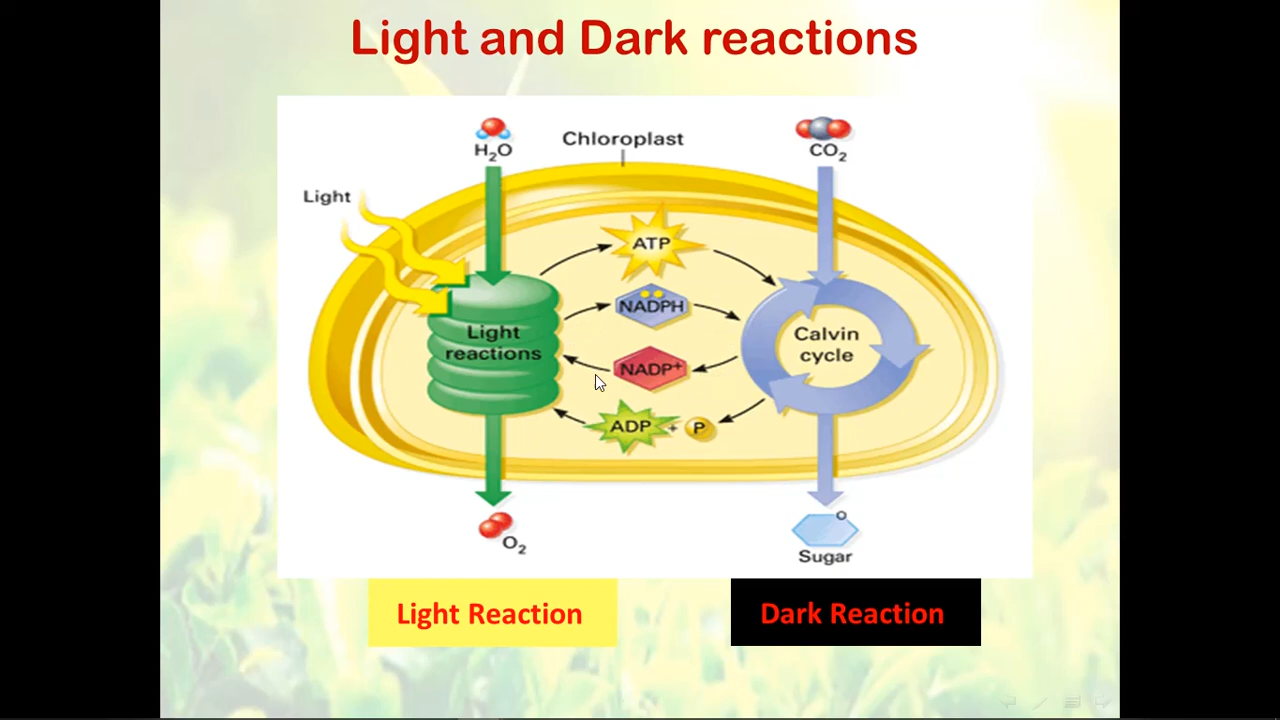 Light and Dark reactions
H₂O
Chloroplast
CO₂
Light
ATP
NADPH
Light
reactions
Calvin
cycle
NADP⁺
ADP + P
O₂
Sugar
Light Reaction
Dark Reaction